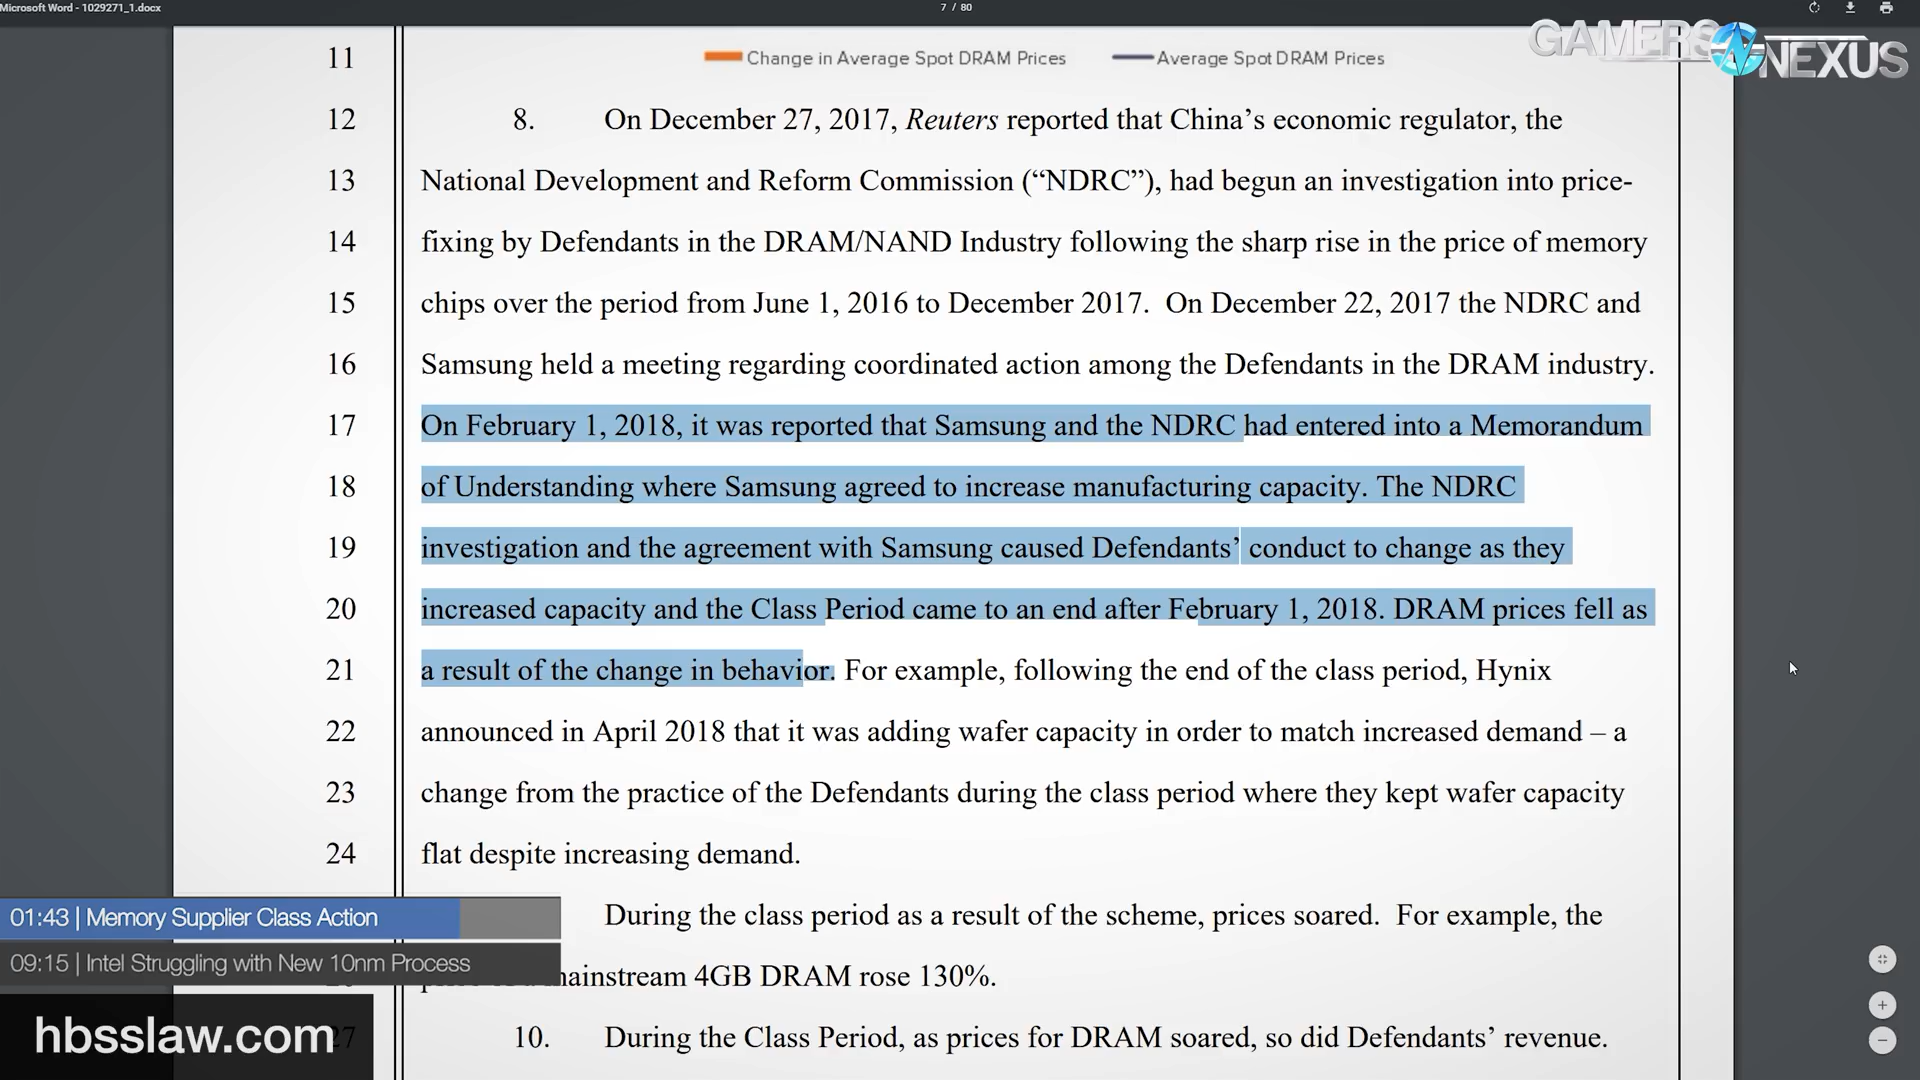 Microsoft Word - 1029271_1.docx
7 / 80
GAMERS NEXUS
11
Change in Average Spot DRAM Prices
Average Spot DRAM Prices
12 8. On December 27, 2017, Reuters reported that China’s economic regulator, the
13 National Development and Reform Commission (“NDRC”), had begun an investigation into price-
14 fixing by Defendants in the DRAM/NAND Industry following the sharp rise in the price of memory
15 chips over the period from June 1, 2016 to December 2017. On December 22, 2017 the NDRC and
16 Samsung held a meeting regarding coordinated action among the Defendants in the DRAM industry.
17 On February 1, 2018, it was reported that Samsung and the NDRC had entered into a Memorandum
18 of Understanding where Samsung agreed to increase manufacturing capacity. The NDRC
19 investigation and the agreement with Samsung caused Defendants’ conduct to change as they
20 increased capacity and the Class Period came to an end after February 1, 2018. DRAM prices fell as
21 a result of the change in behavior. For example, following the end of the class period, Hynix
22 announced in April 2018 that it was adding wafer capacity in order to match increased demand – a
23 change from the practice of the Defendants during the class period where they kept wafer capacity
24 flat despite increasing demand.
During the class period as a result of the scheme, prices soared. For example, the
mainstream 4GB DRAM rose 130%.
27 10. During the Class Period, as prices for DRAM soared, so did Defendants’ revenue.
01:43 | Memory Supplier Class Action
09:15 | Intel Struggling with New 10nm Process
hbsslaw.com